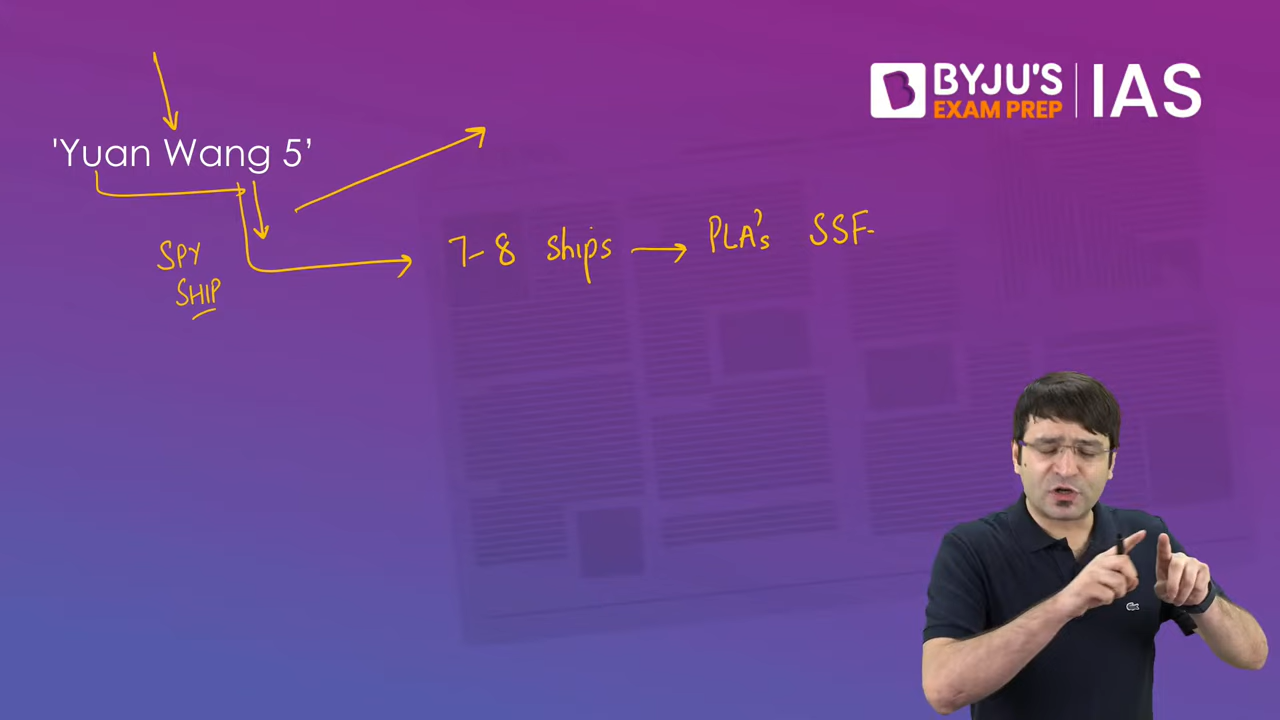 BYJU'S
EXAM PREP
IAS
'Yuan Wang 5'
SPY
SHIP
7-8 ships → PLA's SSF